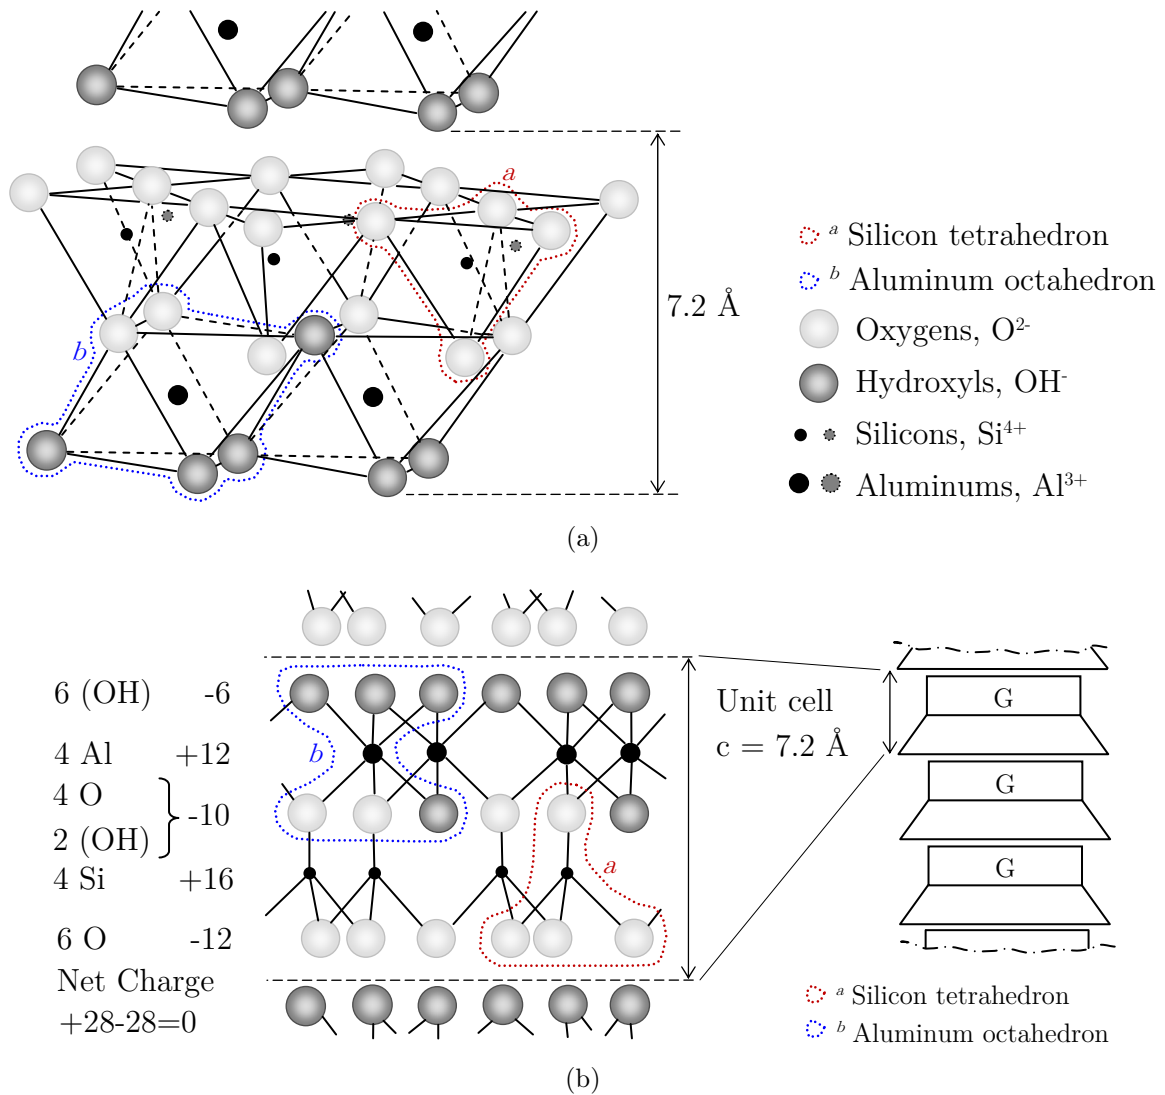 a
b
7.2 Å
a Silicon tetrahedron
b Aluminum octahedron
Oxygens, O2-
Hydroxyls, OH-
Silicons, Si4+
Aluminums, Al3+
(a)
6 (OH) -6
4 Al +12
4 O
2 (OH)
-10
4 Si +16
6 O -12
Net Charge
+28-28=0
b
a
Unit cell
c = 7.2 Å
G
G
G
a Silicon tetrahedron
b Aluminum octahedron
(b)